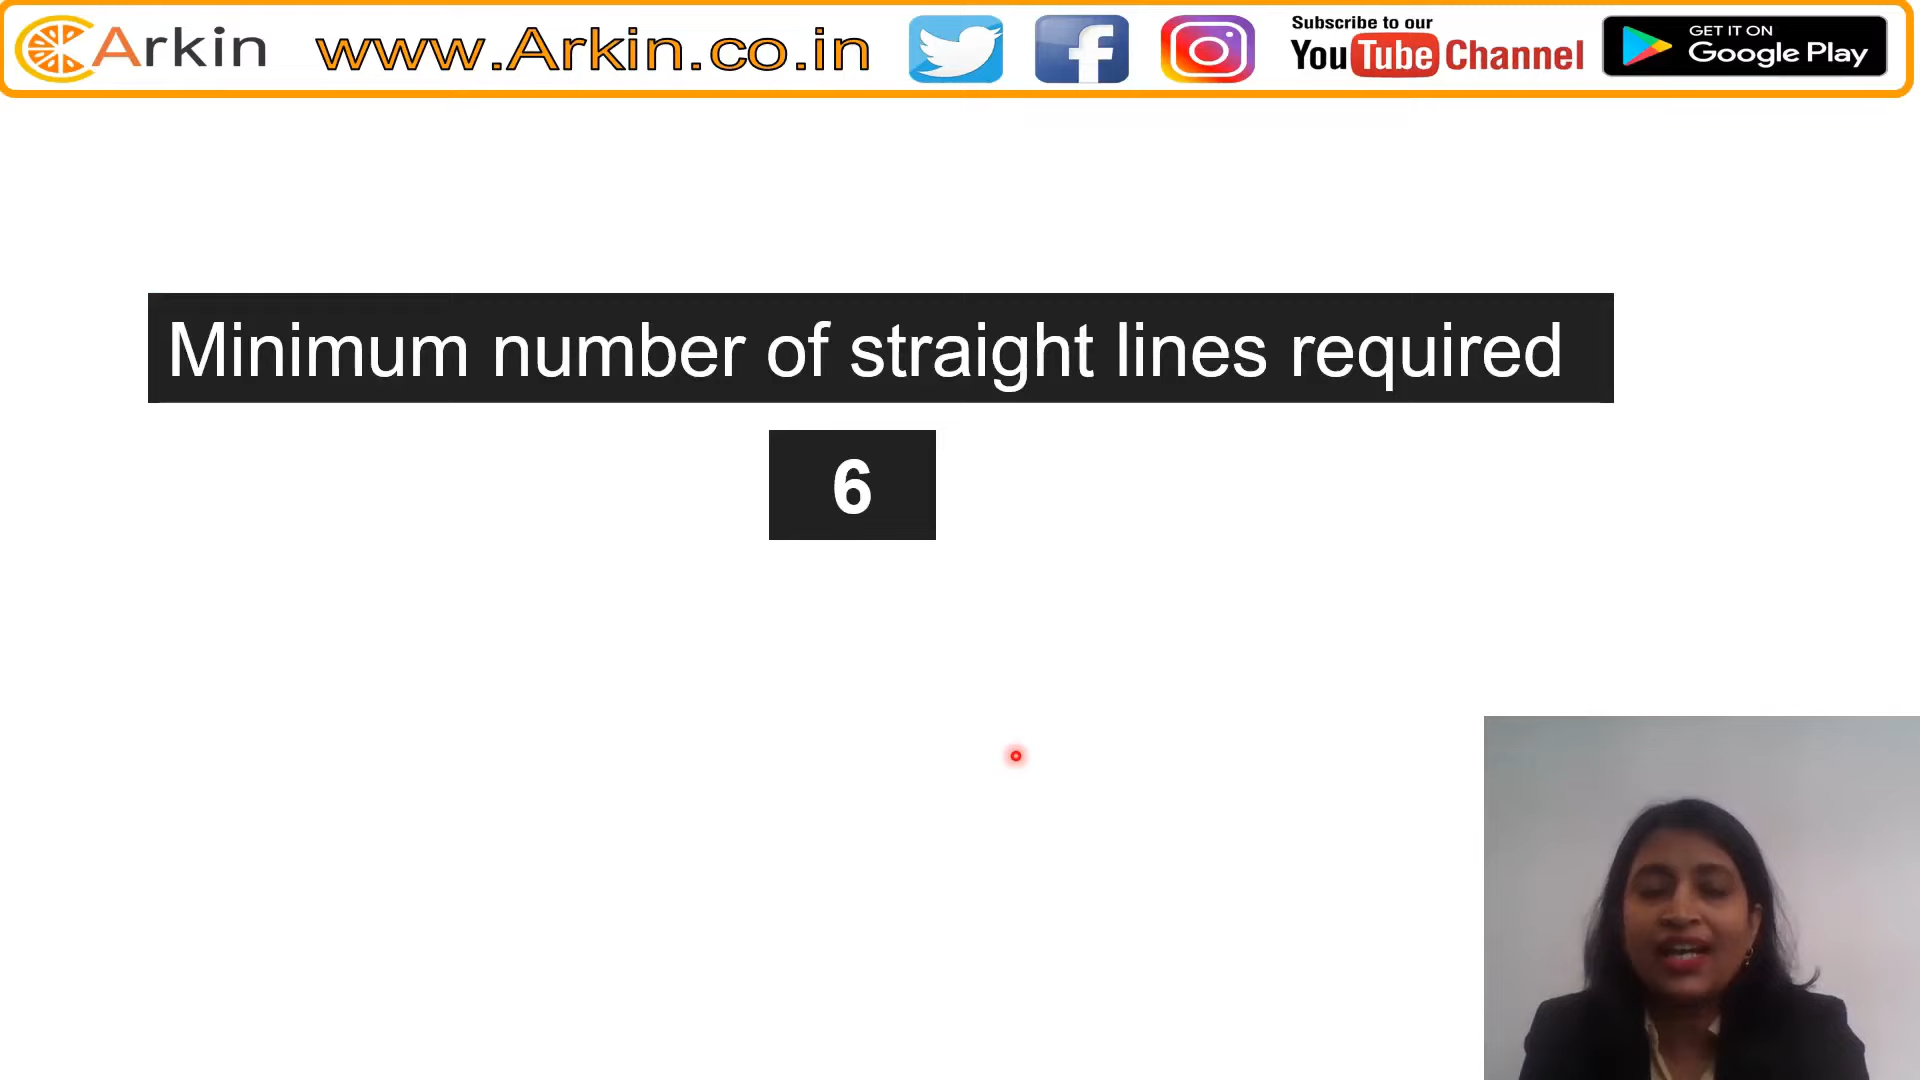 Arkin
www.Arkin.co.in
Subscribe to our
YouTube Channel
GET IT ON
Google Play
Minimum number of straight lines required
6